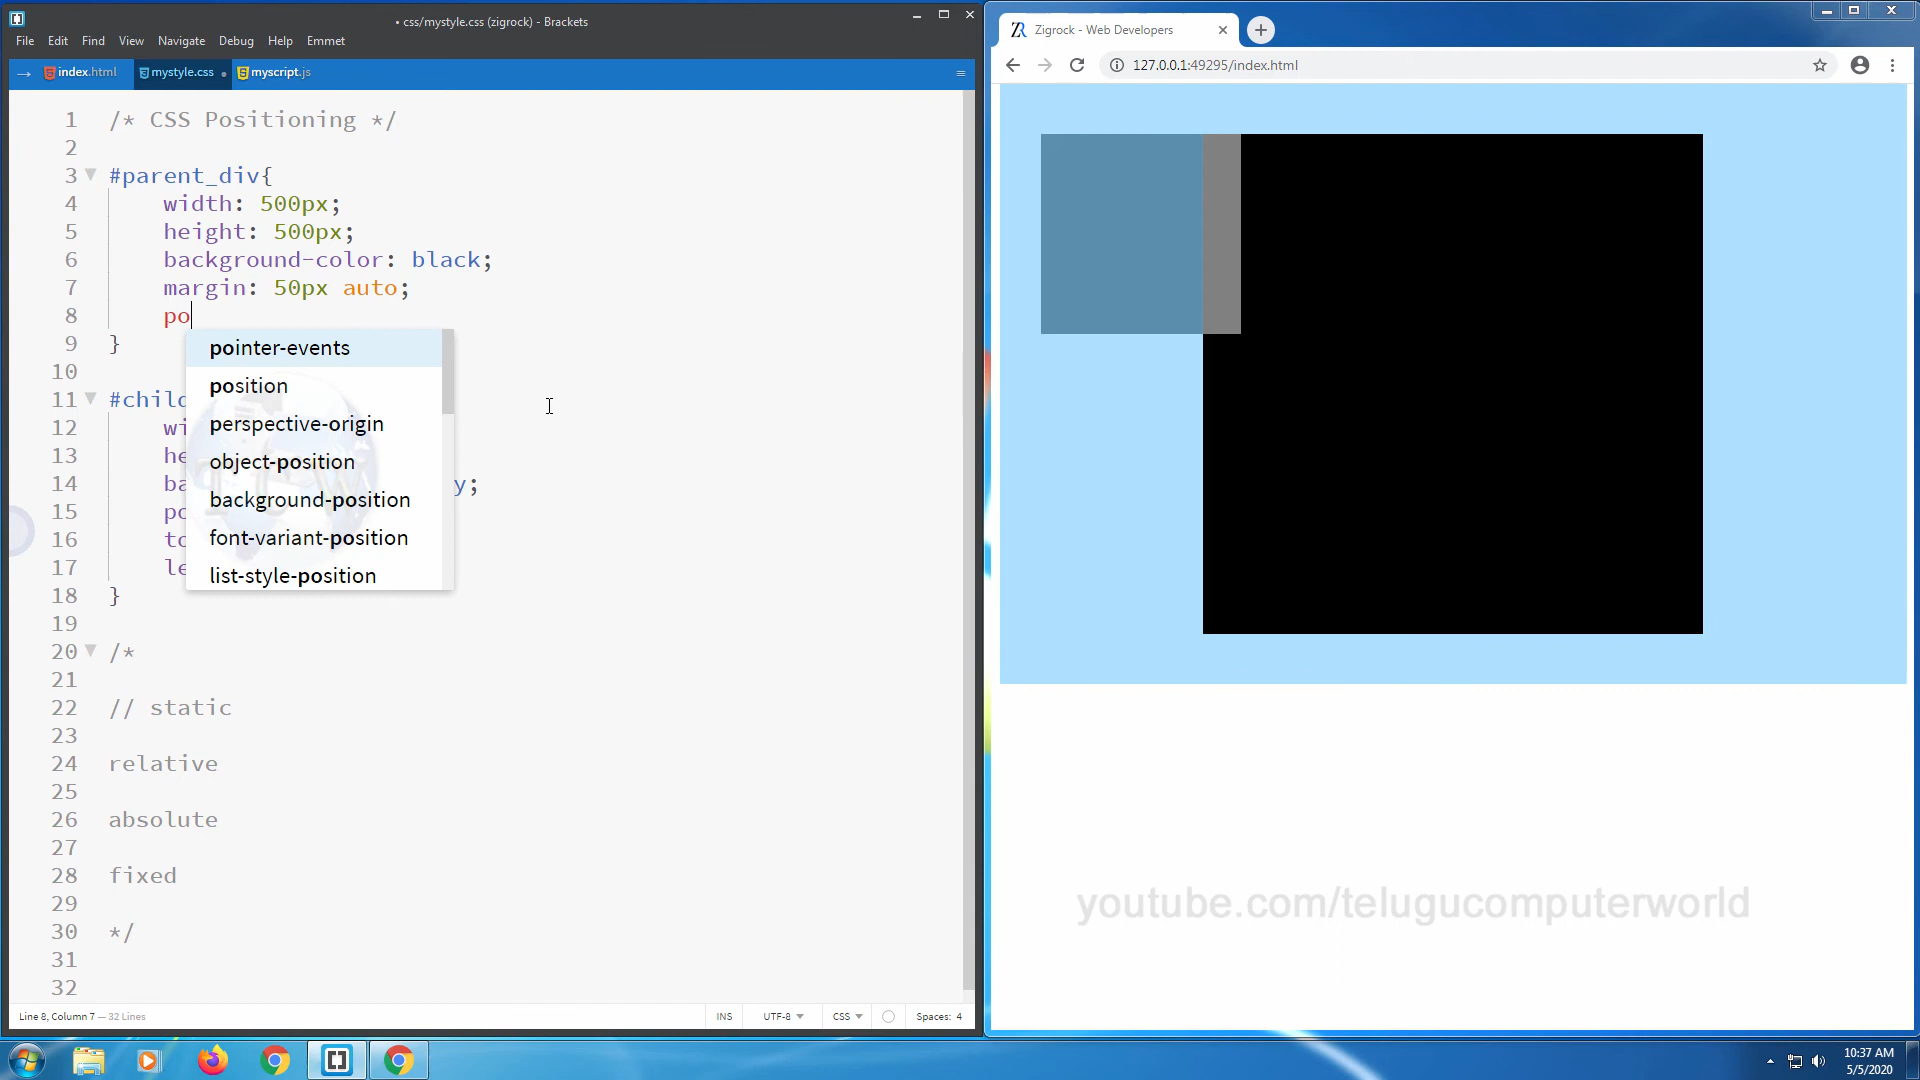 • css/mystyle.css (zigrock) - Brackets
File Edit Find View Navigate Debug Help Emmet
index.html mystyle.css • myscript.js
1 /* CSS Positioning */
2
3 #parent_div{
4 width: 500px;
5 height: 500px;
6 background-color: black;
7 margin: 50px auto;
8 po
9 }
10
11 #child
12 wi
13 he
14 ba y;
15 po
16 to
17 le
18 }
19
20 /*
21
22 // static
23
24 relative
25
26 absolute
27
28 fixed
29
30 */
31
32
pointer-events
position
perspective-origin
object-position
background-position
font-variant-position
list-style-position
Line 8, Column 7 — 32 Lines
INS UTF-8 CSS Spaces: 4
Zigrock - Web Developers
127.0.0.1:49295/index.html
youtube.com/telugucomputerworld
10:37 AM
5/5/2020